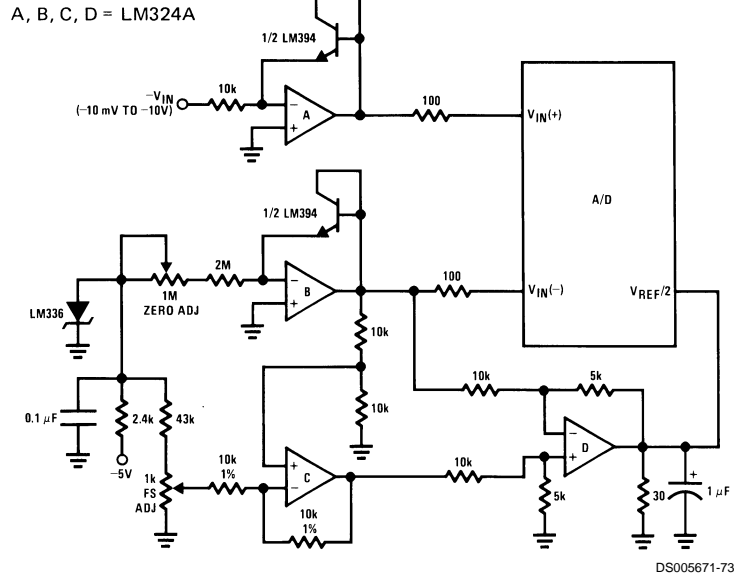 A, B, C, D = LM324A
1/2 LM394
10k
–VIN
(–10 mV TO –10V)
–
+
A
100
VIN(+)
A/D
1/2 LM394
2M
1M
ZERO ADJ
–
+
B
100
VIN(–)
VREF/2
LM336
10k
10k
10k
5k
0.1 µF
2.4k
43k
–5V
1k
FS
ADJ
10k
1%
+
–
C
10k
1%
10k
–
+
D
5k
30
+
1 µF
DS005671-73